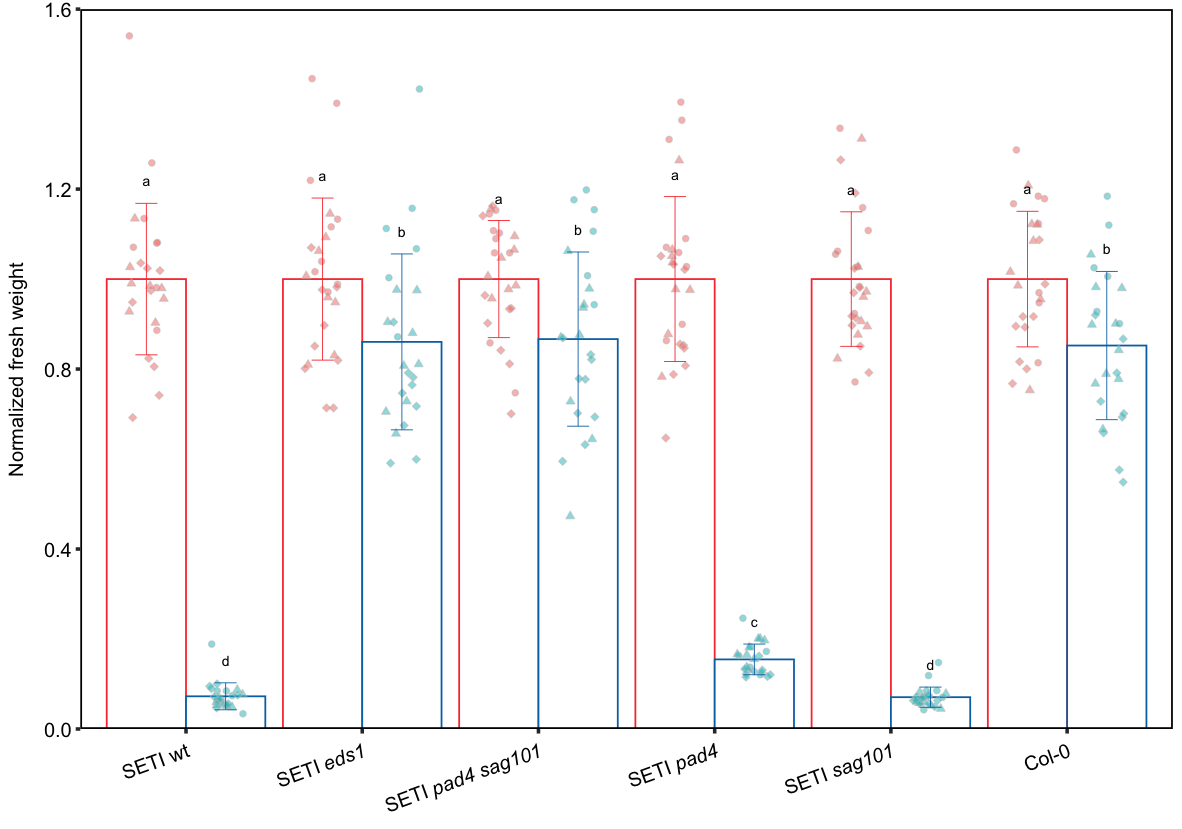 1.6
1.2
0.8
0.4
0.0
Normalized fresh weight
a
d
a
b
a
b
a
c
a
d
a
b
SETI wt
SETI eds1
SETI pad4 sag101
SETI pad4
SETI sag101
Col-0